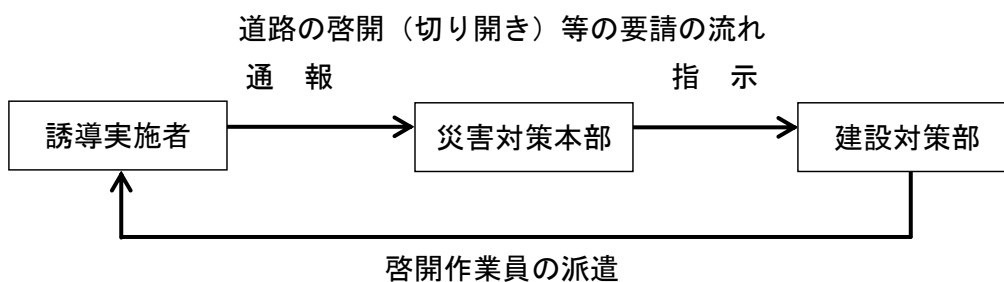 道路の啓開（切り開き）等の要請の流れ
通　報　　指　示
誘導実施者　　災害対策本部　　建設対策部
啓開作業員の派遣